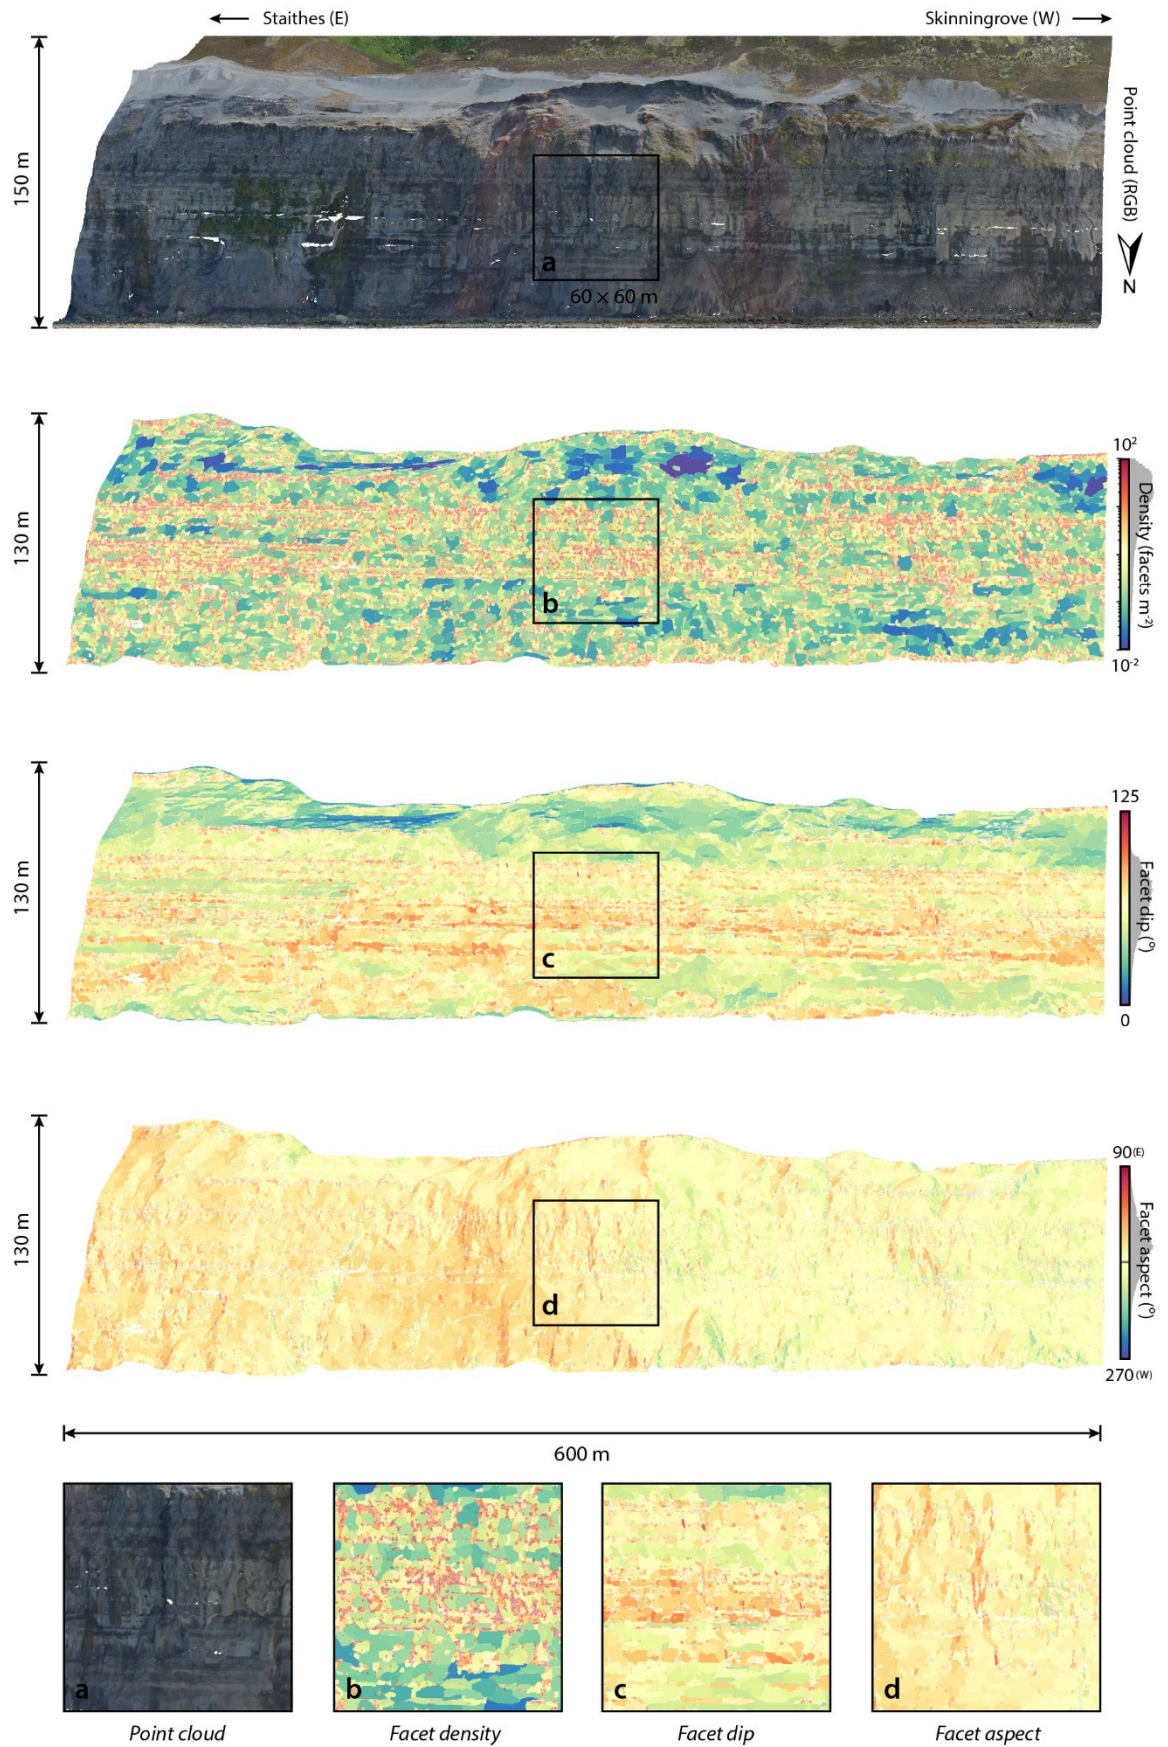 Staithes (E)
Skinningrove (W)
150 m
Point cloud (RGB)
N
a
60 × 60 m
130 m
b
10²
Density (facets m⁻²)
10⁻²
130 m
c
125
Facet dip (°)
0
130 m
d
90 (E)
Facet aspect (°)
270 (W)
600 m
a
b
c
d
Point cloud
Facet density
Facet dip
Facet aspect